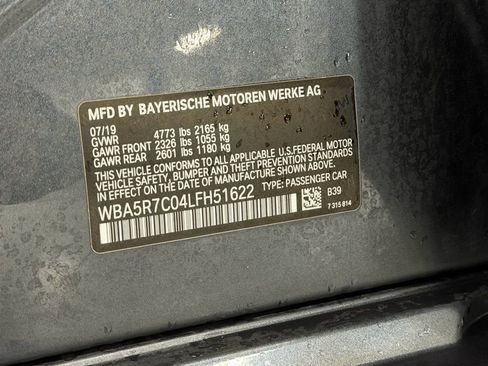 MFD BY BAYERISCHE MOTOREN WERKE AG
07/19
GVWR 4773 lbs 2165 kg
GAWR FRONT 2326 lbs 1055 kg
GAWR REAR 2601 lbs 1180 kg
THIS VEHICLE CONFORMS TO ALL APPLICABLE U.S.FEDERAL MOTOR
VEHICLE SAFETY, BUMPER AND THEFT PREVENTION STANDARDS
IN EFFECT ON THE DATE OF MANUFACTURE SHOWN ABOVE.
WBA5R7C04LFH51622 TYPE: PASSENGER CAR
B39
7 315 814